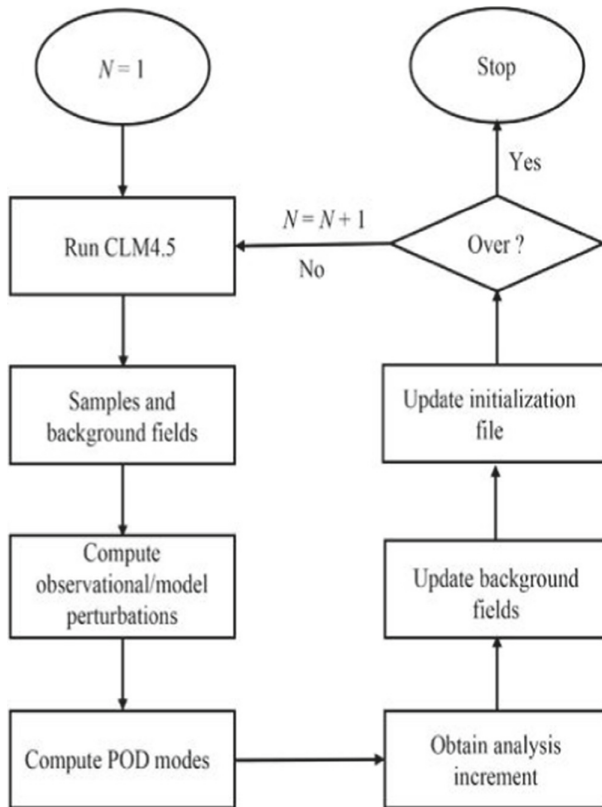 N = 1
Run CLM4.5
Samples and
background fields
Compute
observational/model
perturbations
Compute POD modes
Obtain analysis
increment
Update background
fields
Update initialization
file
Over ?
N = N + 1
No
Yes
Stop